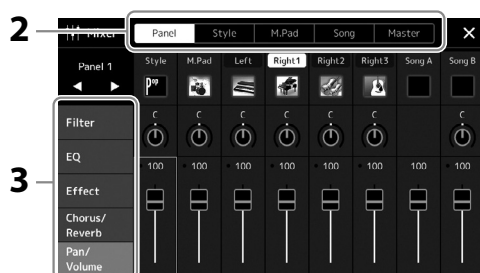 2
Mixer
Panel Style M.Pad Song Master
Panel 1
Style M.Pad Left Right1 Right2 Right3 Song A Song B
Pop
C C C C C C C
3
Filter
EQ
Effect
Chorus/
Reverb
Pan/
Volume
100 100 100 100 100 100 100 100